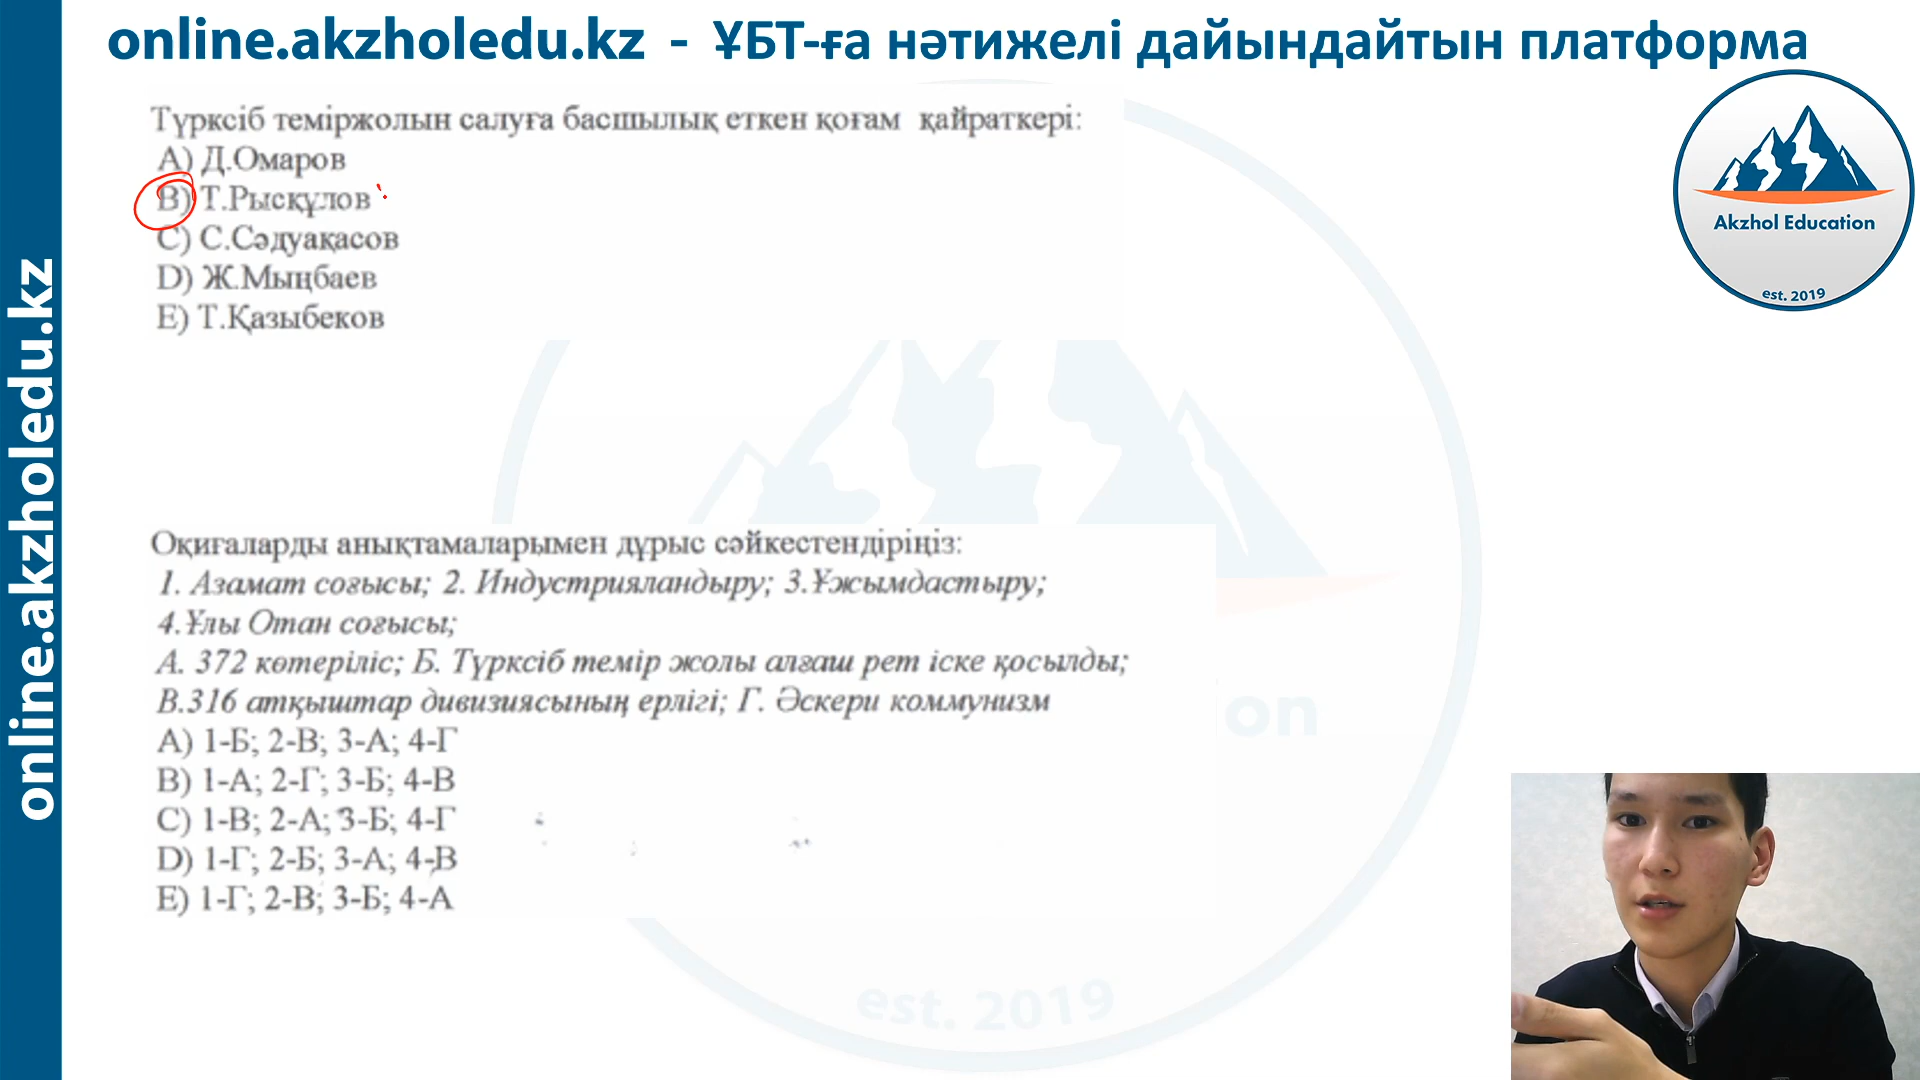 online.akzholedu.kz - ҰБТ-ға нәтижелі дайындайтын платформа
online.akzholedu.kz
Akzhol Education
est. 2019
Түрксіб теміржолын салуға басшылық еткен қоғам қайраткері:
A) Д.Омаров
B) Т.Рысқұлов
C) С.Сәдуақасов
D) Ж.Мыңбаев
E) Т.Қазыбеков
Оқиғаларды анықтамаларымен дұрыс сәйкестендіріңіз:
1. Азамат соғысы; 2. Индустрияландыру; 3.Ұжымдастыру;
4.Ұлы Отан соғысы;
А. 372 көтеріліс; Б. Түрксіб темір жолы алғаш рет іске қосылды;
В.316 атқыштар дивизиясының ерлігі; Г. Әскери коммунизм
A) 1-Б; 2-В; 3-А; 4-Г
B) 1-А; 2-Г; 3-Б; 4-В
C) 1-В; 2-А; 3-Б; 4-Г
D) 1-Г; 2-Б; 3-А; 4-В
E) 1-Г; 2-В; 3-Б; 4-А
ion
est. 2019